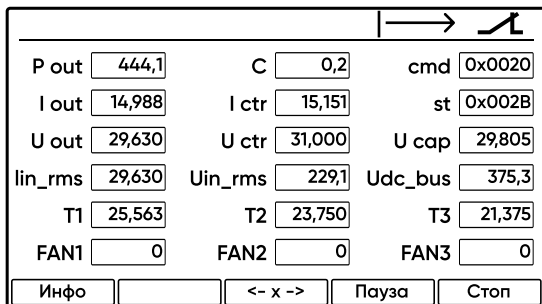 P out 444,1 C 0,2 cmd 0x0020
I out 14,988 I ctr 15,151 st 0x002B
U out 29,630 U ctr 31,000 U cap 29,805
Iin_rms 29,630 Uin_rms 229,1 Udc_bus 375,3
T1 25,563 T2 23,750 T3 21,375
FAN1 0 FAN2 0 FAN3 0
Инфо <- x -> Пауза Стоп